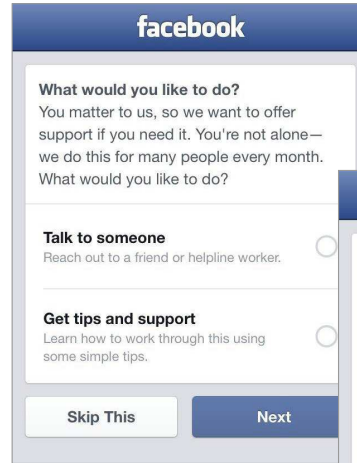 facebook
What would you like to do?
You matter to us, so we want to offer
support if you need it. You're not alone—
we do this for many people every month.
What would you like to do?
Talk to someone
Reach out to a friend or helpline worker.
Get tips and support
Learn how to work through this using
some simple tips.
Skip This
Next